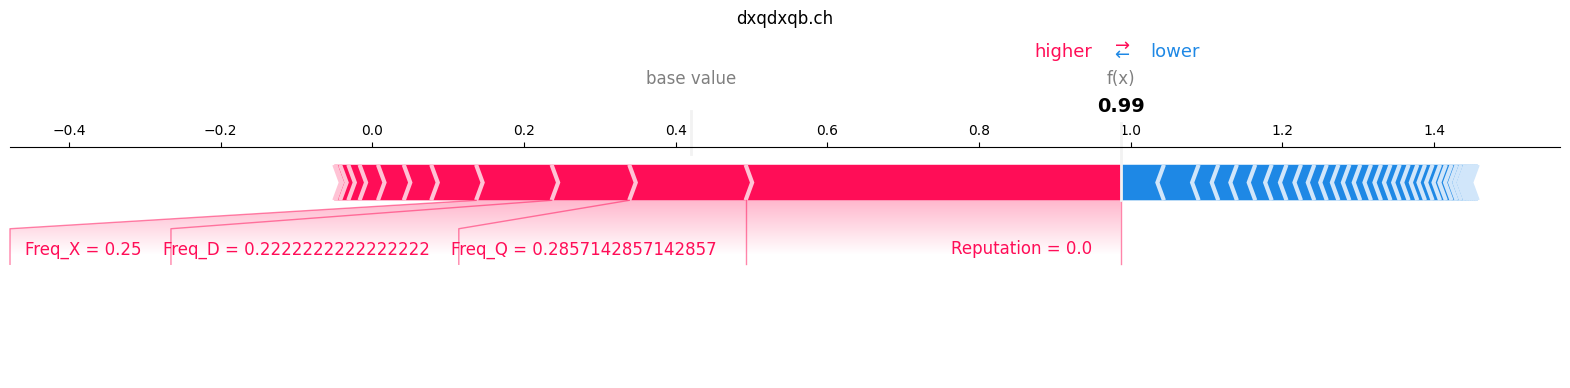 dxqdxqb.ch
higher ⇄ lower
base value f(x)
0.99
−0.4 −0.2 0.0 0.2 0.4 0.6 0.8 1.0 1.2 1.4
Freq_X = 0.25 Freq_D = 0.2222222222222222 Freq_Q = 0.2857142857142857 Reputation = 0.0